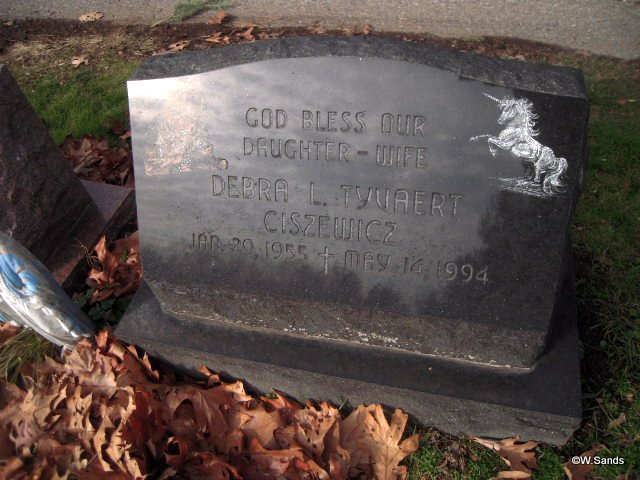 GOD BLESS OUR
DAUGHTER - WIFE
DEBRA L. TYVAERT
CISZEWICZ
JAN. 29, 1955 † MAY 14, 1994
©W.Sands